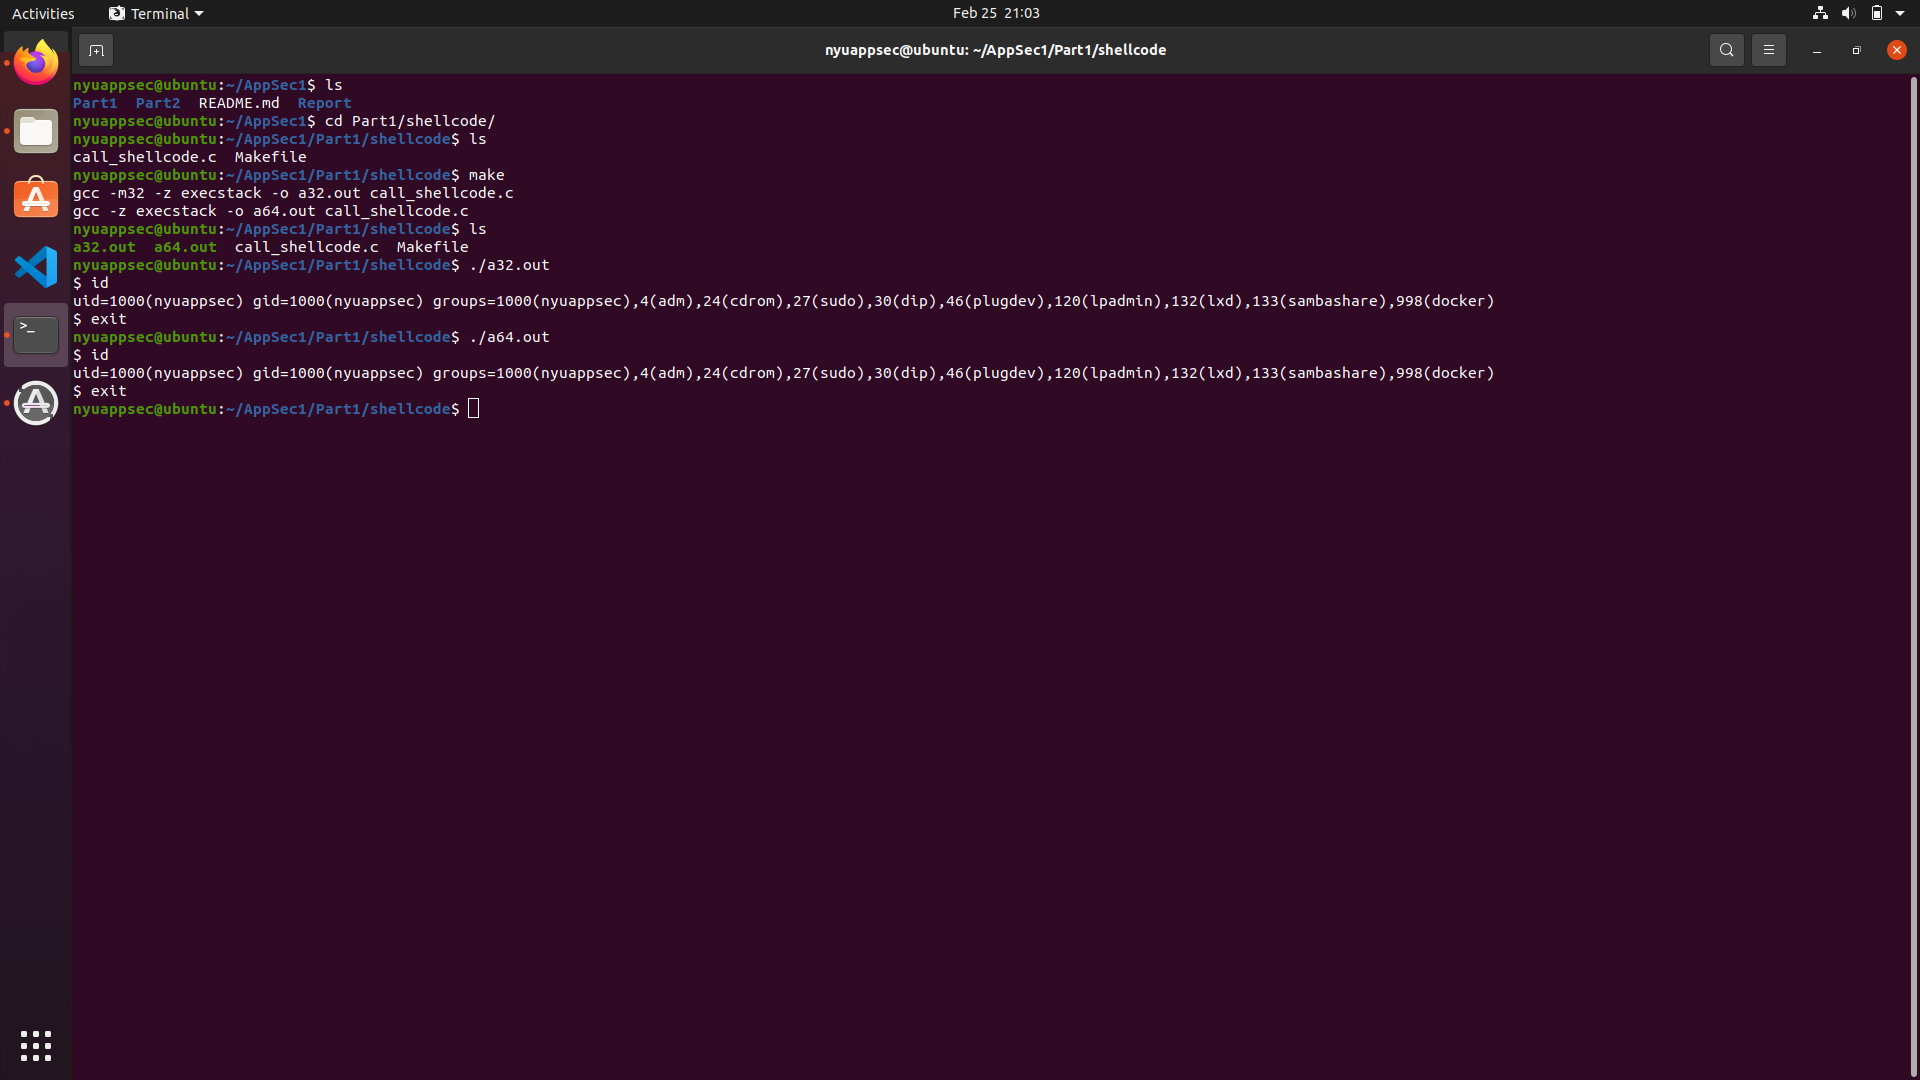 Activities
Terminal
Feb 25 21:03
nyuappsec@ubuntu: ~/AppSec1/Part1/shellcode
nyuappsec@ubuntu:~/AppSec1$ ls
Part1  Part2  README.md  Report
nyuappsec@ubuntu:~/AppSec1$ cd Part1/shellcode/
nyuappsec@ubuntu:~/AppSec1/Part1/shellcode$ ls
call_shellcode.c  Makefile
nyuappsec@ubuntu:~/AppSec1/Part1/shellcode$ make
gcc -m32 -z execstack -o a32.out call_shellcode.c
gcc -z execstack -o a64.out call_shellcode.c
nyuappsec@ubuntu:~/AppSec1/Part1/shellcode$ ls
a32.out  a64.out  call_shellcode.c  Makefile
nyuappsec@ubuntu:~/AppSec1/Part1/shellcode$ ./a32.out
$ id
uid=1000(nyuappsec) gid=1000(nyuappsec) groups=1000(nyuappsec),4(adm),24(cdrom),27(sudo),30(dip),46(plugdev),120(lpadmin),132(lxd),133(sambashare),998(docker)
$ exit
nyuappsec@ubuntu:~/AppSec1/Part1/shellcode$ ./a64.out
$ id
uid=1000(nyuappsec) gid=1000(nyuappsec) groups=1000(nyuappsec),4(adm),24(cdrom),27(sudo),30(dip),46(plugdev),120(lpadmin),132(lxd),133(sambashare),998(docker)
$ exit
nyuappsec@ubuntu:~/AppSec1/Part1/shellcode$